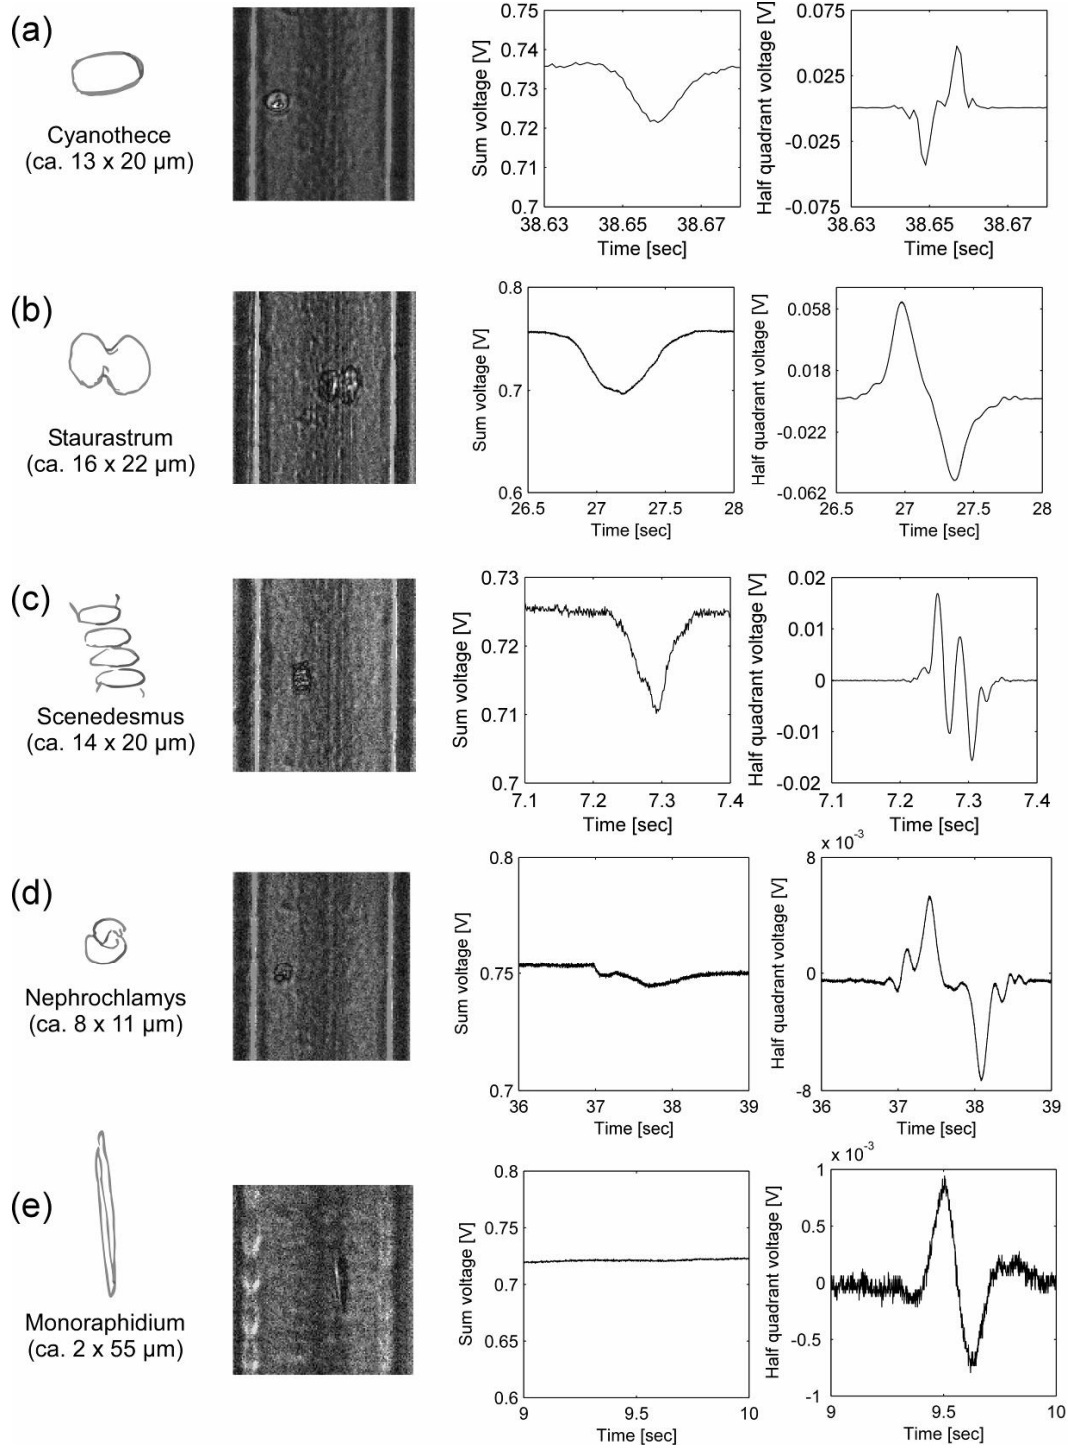 (a)
Cyanothece
(ca. 13 x 20 µm)
Sum voltage [V]
0.75
0.74
0.73
0.72
0.71
0.7
38.63 38.65 38.67
Time [sec]
Half quadrant voltage [V]
0.075
0.025
-0.025
-0.075
38.63 38.65 38.67
Time [sec]
(b)
Staurastrum
(ca. 16 x 22 µm)
Sum voltage [V]
0.8
0.7
0.6
26.5 27 27.5 28
Time [sec]
Half quadrant voltage [V]
0.058
0.018
-0.022
-0.062
26.5 27 27.5 28
Time [sec]
(c)
Scenedesmus
(ca. 14 x 20 µm)
Sum voltage [V]
0.73
0.72
0.71
0.7
7.1 7.2 7.3 7.4
Time [sec]
Half quadrant voltage [V]
0.02
0.01
0
-0.01
-0.02
7.1 7.2 7.3 7.4
Time [sec]
(d)
Nephrochlamys
(ca. 8 x 11 µm)
Sum voltage [V]
0.8
0.75
0.7
36 37 38 39
Time [sec]
x 10⁻³
Half quadrant voltage [V]
8
0
-8
36 37 38 39
Time [sec]
(e)
Monoraphidium
(ca. 2 x 55 µm)
Sum voltage [V]
0.8
0.75
0.7
0.65
0.6
9 9.5 10
Time [sec]
x 10⁻³
Half quadrant voltage [V]
1
0.5
0
-0.5
-1
9 9.5 10
Time [sec]